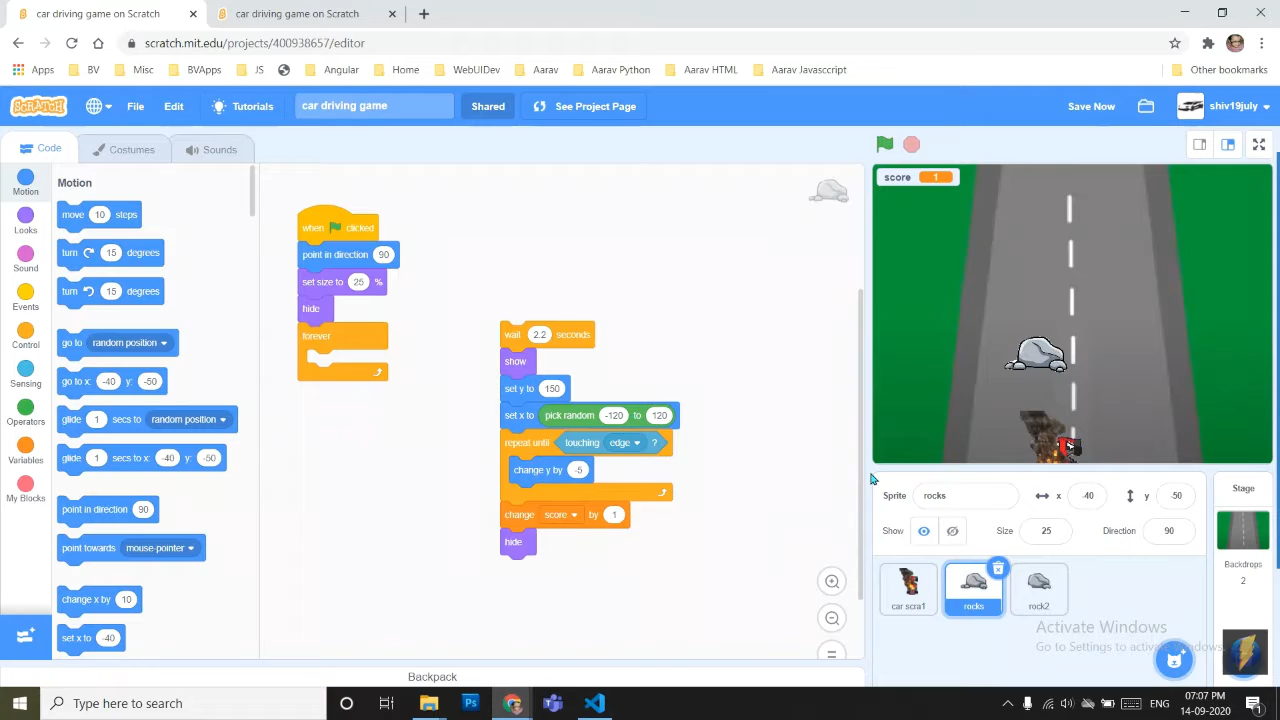 car driving game on Scratch
car driving game on Scratch
scratch.mit.edu/projects/400938657/editor
Apps BV Misc BVApps JS Angular Home WebUIDev Aarav Aarav Python Aarav HTML Aarav Javasccript Other bookmarks
SCRATCH File Edit Tutorials car driving game Shared See Project Page Save Now shiv19july
Code Costumes Sounds
Motion
Looks
Sound
Events
Control
Sensing
Operators
Variables
My Blocks
Motion
move 10 steps
turn 15 degrees
turn 15 degrees
go to random position
go to x: -40 y: -50
glide 1 secs to random position
glide 1 secs to x: -40 y: -50
point in direction 90
point towards mouse-pointer
change x by 10
set x to -40
when clicked
point in direction 90
set size to 25 %
hide
forever
wait 2.2 seconds
show
set y to 150
set x to pick random -120 to 120
repeat until touching edge ?
change y by -5
change score by 1
hide
score 1
Sprite rocks x -40 y -50
Show Size 25 Direction 90
car scra1 rocks rock2
Stage
Backdrops
2
Activate Windows
Go to Settings to activate Windows.
Backpack
Type here to search
Ps
ENG
07:07 PM
14-09-2020
1